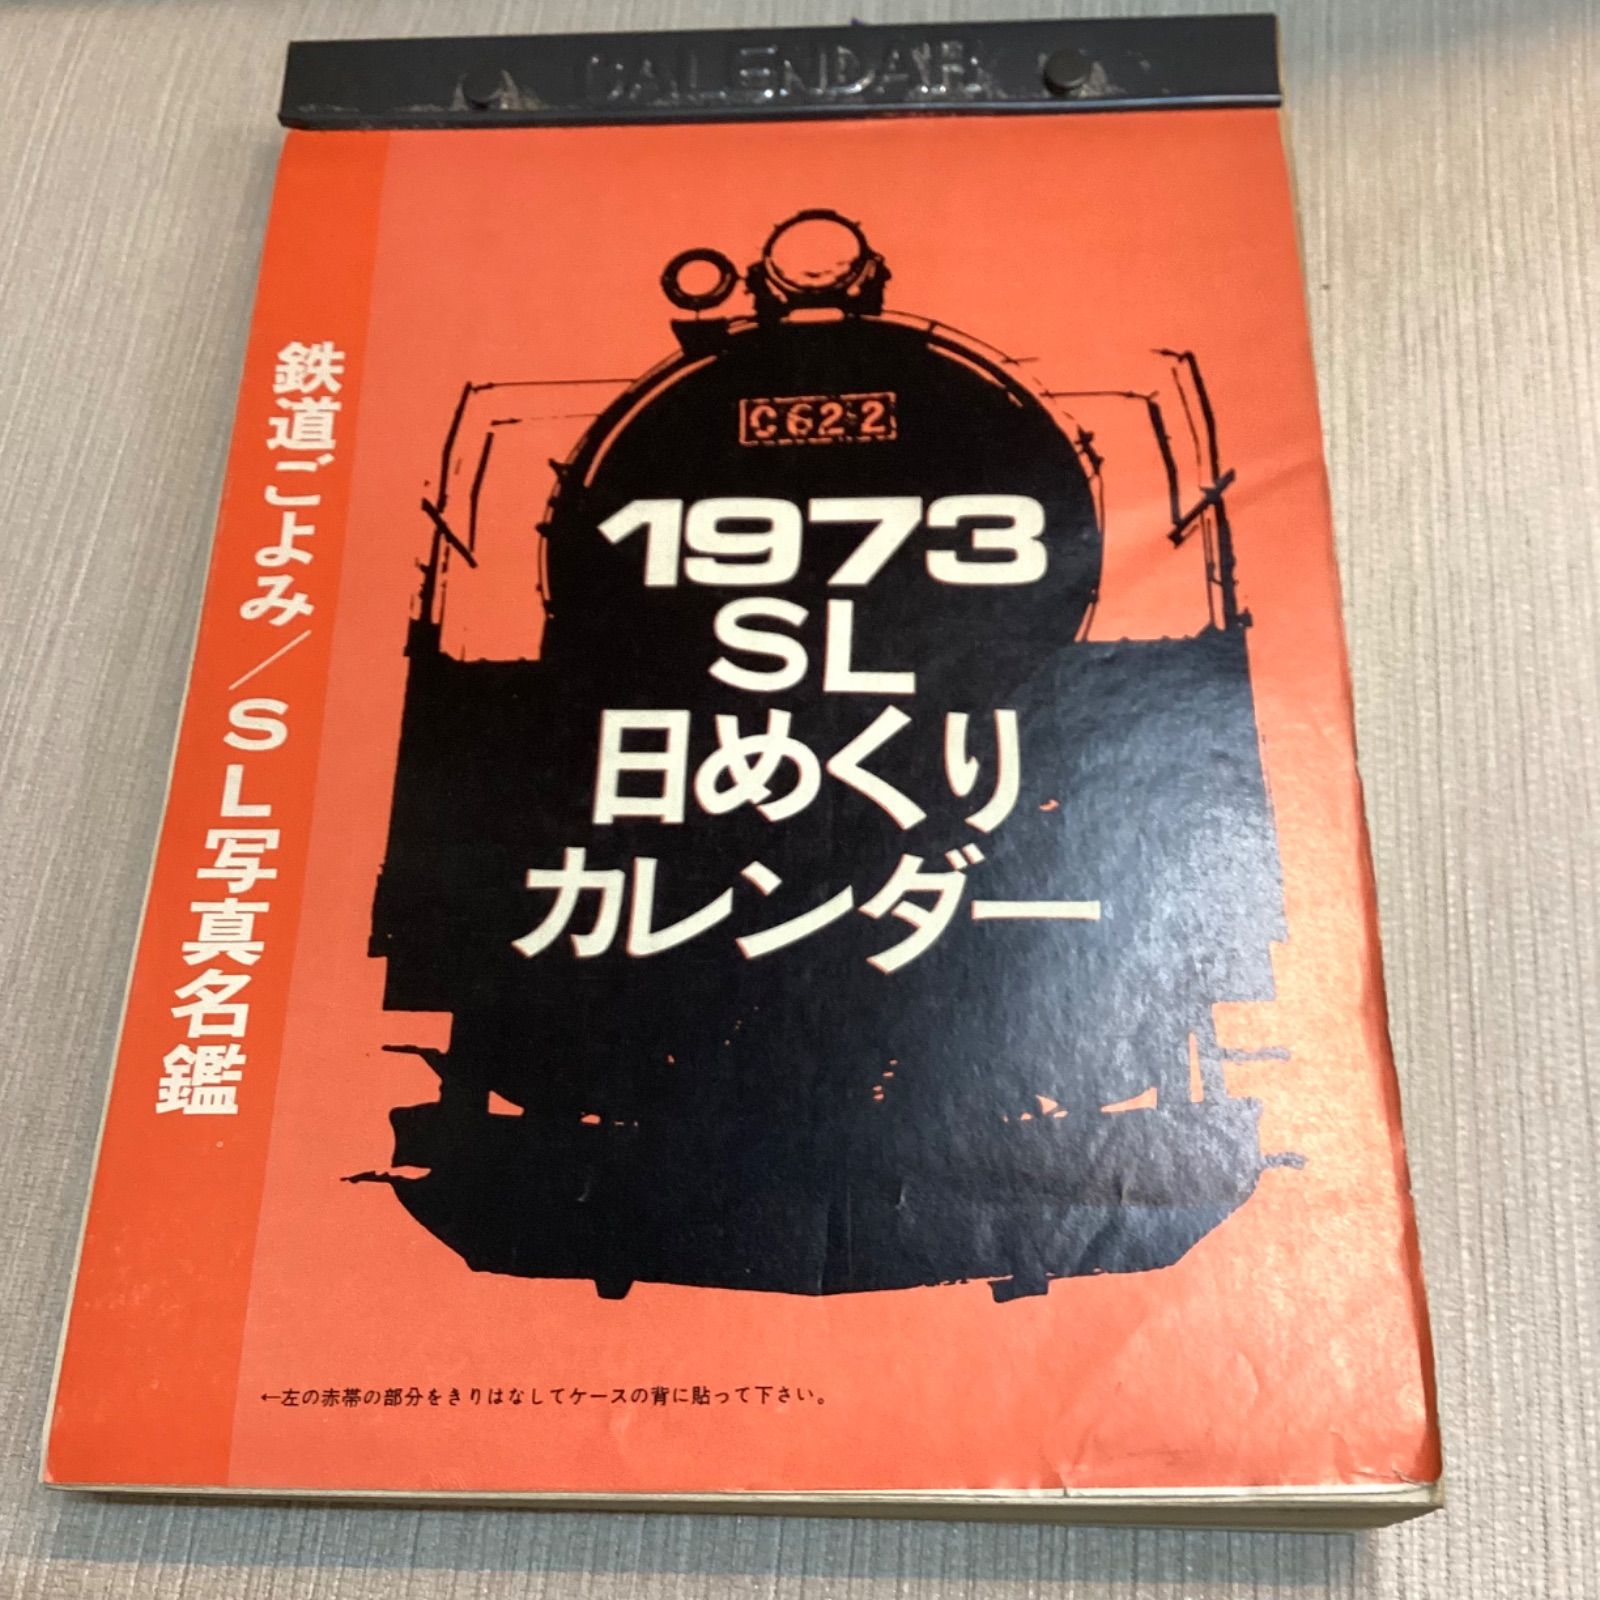 CALENDAR
C62 2
1973
SL
日めくり
カレンダー
鉄道ごよみ/SL写真名鑑
←左の赤帯の部分をきりはなしてケースの背に貼って下さい。